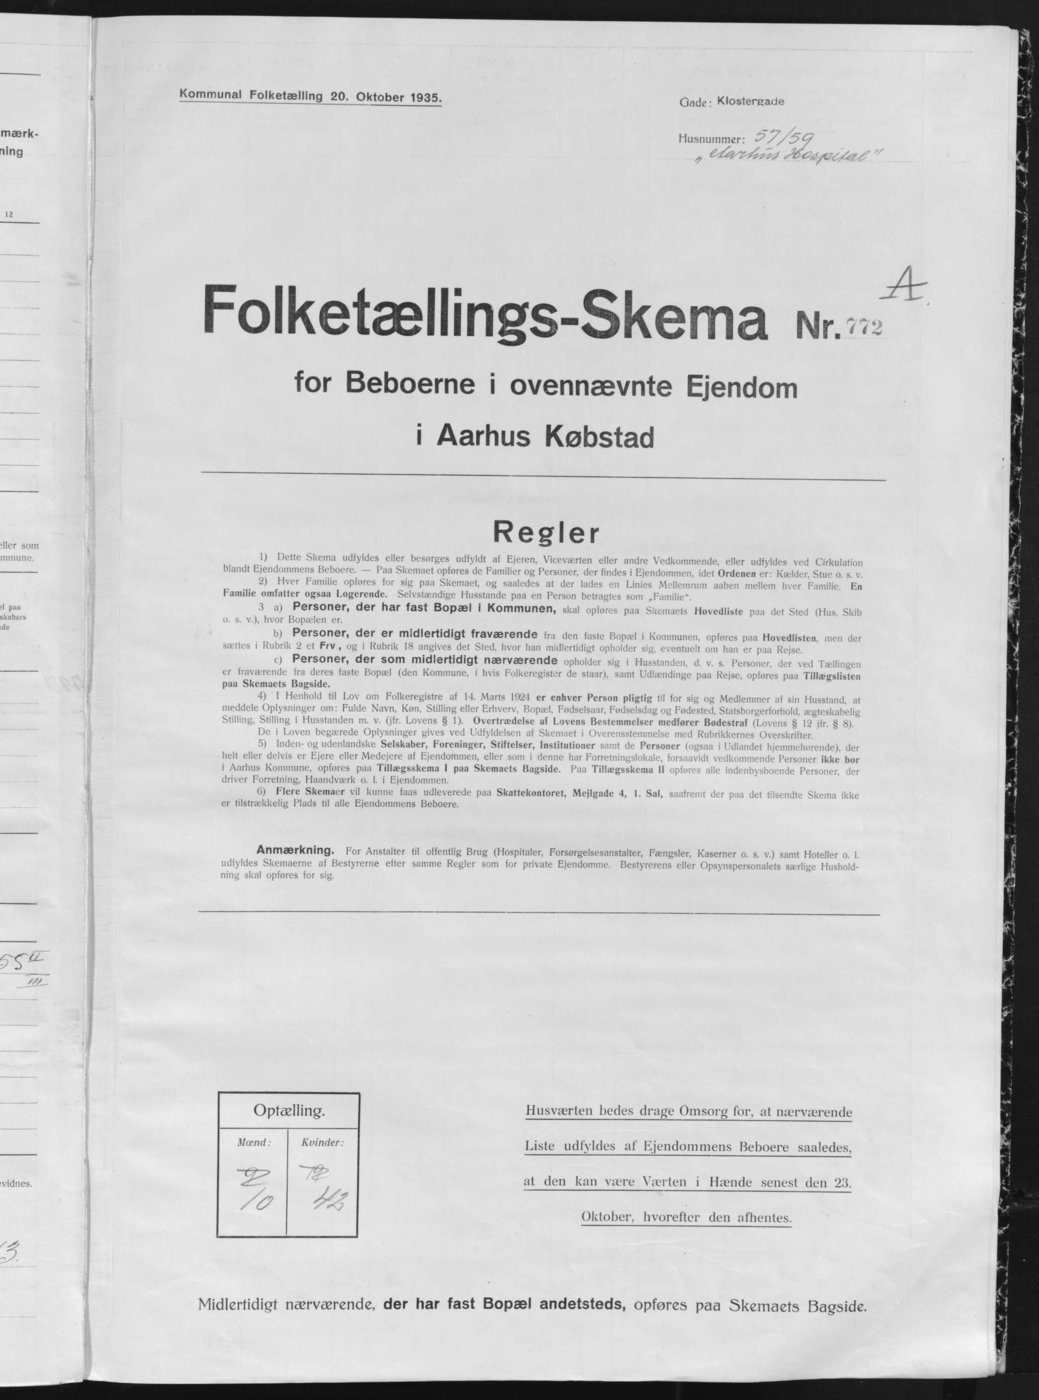 Kommunal Folketælling 20. Oktober 1935.
Gade: Klostergade
Husnummer: 57/59
„Aarhus Hospital"
A.
Folketællings-Skema Nr. 772
for Beboerne i ovennævnte Ejendom
i Aarhus Købstad
Regler
1) Dette Skema udfyldes eller besørges udfyldt af Ejeren, Viceværten eller andre Vedkommende, eller udfyldes ved Cirkulation
blandt Ejendommens Beboere. — Paa Skemaet opføres de Familier og Personer, der findes i Ejendommen, idet Ordenen er: Kælder, Stue o. s. v.
2) Hver Familie opføres for sig paa Skemaet, og saaledes at der lades en Linies Mellemrum aaben mellem hver Familie. En
Familie omfatter ogsaa Logerende. Selvstændige Husstande paa en Person betragtes som „Familie".
3 a) Personer, der har fast Bopæl i Kommunen, skal opføres paa Skemaets Hovedliste paa det Sted (Hus, Skib
o. s. v.), hvor Bopælen er.
b) Personer, der er midlertidigt fraværende fra den faste Bopæl i Kommunen, opføres paa Hovedlisten, men der
sættes i Rubrik 2 et Frv, og i Rubrik 18 angives det Sted, hvor han midlertidigt opholder sig, eventuelt om han er paa Rejse.
c) Personer, der som midlertidigt nærværende opholder sig i Husstanden, d. v. s. Personer, der ved Tællingen
er fraværende fra deres faste Bopæl (den Kommune, i hvis Folkeregister de staar), samt Udlændinge paa Rejse, opføres paa Tillægslisten
paa Skemaets Bagside.
4) I Henhold til Lov om Folkeregistre af 14. Marts 1924 er enhver Person pligtig til for sig og Medlemmer af sin Husstand, at
meddele Oplysninger om: Fulde Navn, Køn, Stilling eller Erhverv, Bopæl, Fødselsaar, Fødselsdag og Fødested, Statsborgerforhold, ægteskabelig
Stilling, Stilling i Husstanden m. v. (jfr. Lovens § 1). Overtrædelse af Lovens Bestemmelser medfører Bødestraf (Lovens § 12 jfr. § 8).
De i Loven begærede Oplysninger gives ved Udfyldelsen af Skemaet i Overensstemmelse med Rubrikkernes Overskrifter.
5) Inden- og udenlandske Selskaber, Foreninger, Stiftelser, Institutioner samt de Personer (ogsaa i Udlandet hjemmehørende), der
helt eller delvis er Ejere eller Medejere af Ejendommen, eller som i denne har Forretningslokale, forsaavidt vedkommende Personer ikke bor
i Aarhus Kommune, opføres paa Tillægsskema I paa Skemaets Bagside. Paa Tillægsskema II opføres alle indenbysboende Personer, der
driver Forretning, Haandværk o. l. i Ejendommen.
6) Flere Skemaer vil kunne faas udleverede paa Skattekontoret, Mejlgade 4, 1. Sal, saafremt der paa det tilsendte Skema ikke
er tilstrækkelig Plads til alle Ejendommens Beboere.
Anmærkning. For Anstalter til offentlig Brug (Hospitaler, Forsørgelsesanstalter, Fængsler, Kaserner o. s. v.) samt Hoteller o. l.
udfyldes Skemaerne af Bestyrerne efter samme Regler som for private Ejendomme. Bestyrerens eller Opsynspersonalets særlige Hushold-
ning skal opføres for sig.
Optælling.
Mænd: Kvinder:
10 42
Husværten bedes drage Omsorg for, at nærværende
Liste udfyldes af Ejendommens Beboere saaledes,
at den kan være Værten i Hænde senest den 23.
Oktober, hvorefter den afhentes.
Midlertidigt nærværende, der har fast Bopæl andetsteds, opføres paa Skemaets Bagside.
mærk-
ning
12
eller som
mmune.
el paa
skabers
de
55 II
III
evidnes.